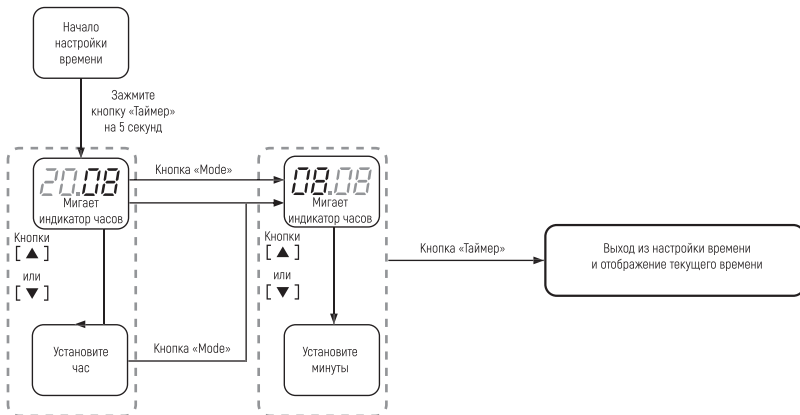 Начало
настройки
времени
Зажмите
кнопку «Таймер»
на 5 секунд
20.08
Мигает
индикатор часов
Кнопки
[▲]
или
[▼]
Установите
час
Кнопка «Mode»
Кнопка «Mode»
08.08
Мигает
индикатор часов
Кнопки
[▲]
или
[▼]
Установите
минуты
Кнопка «Таймер»
Выход из настройки времени
и отображение текущего времени